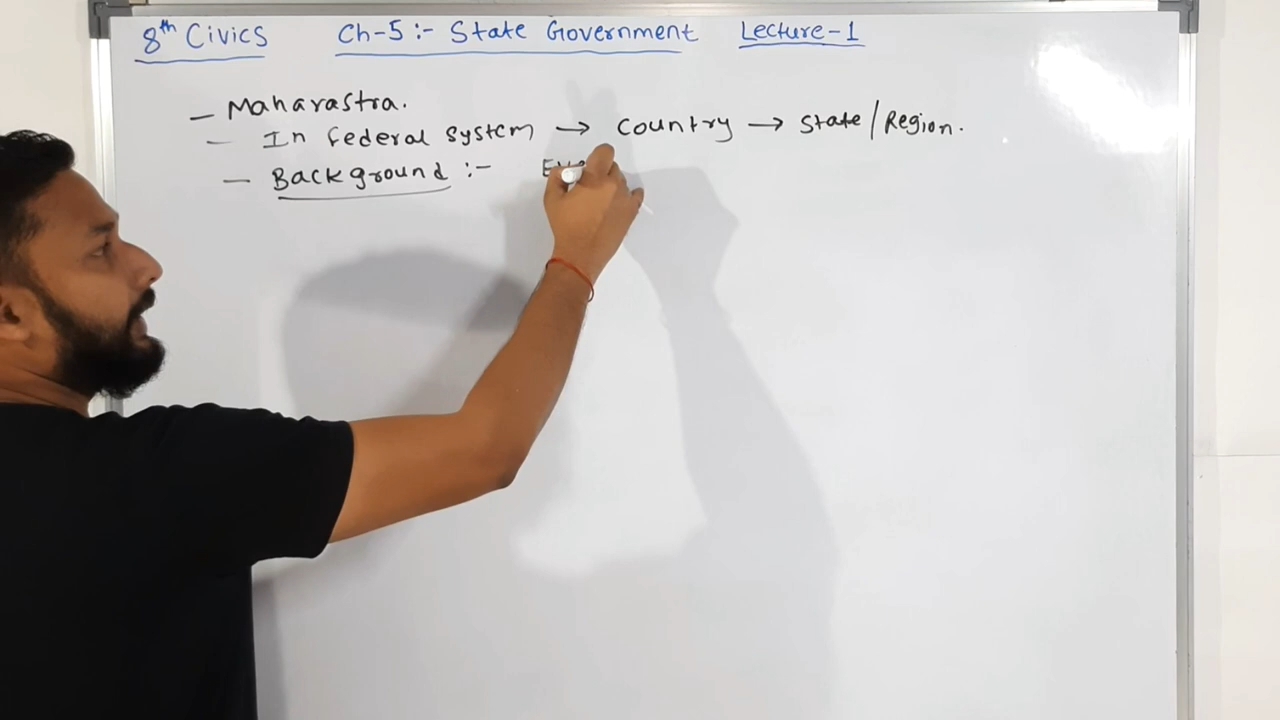 8th Civics Ch-5:- State Government Lecture-1
- Maharastra.
- In federal system → Country → State/Region.
- Background :-